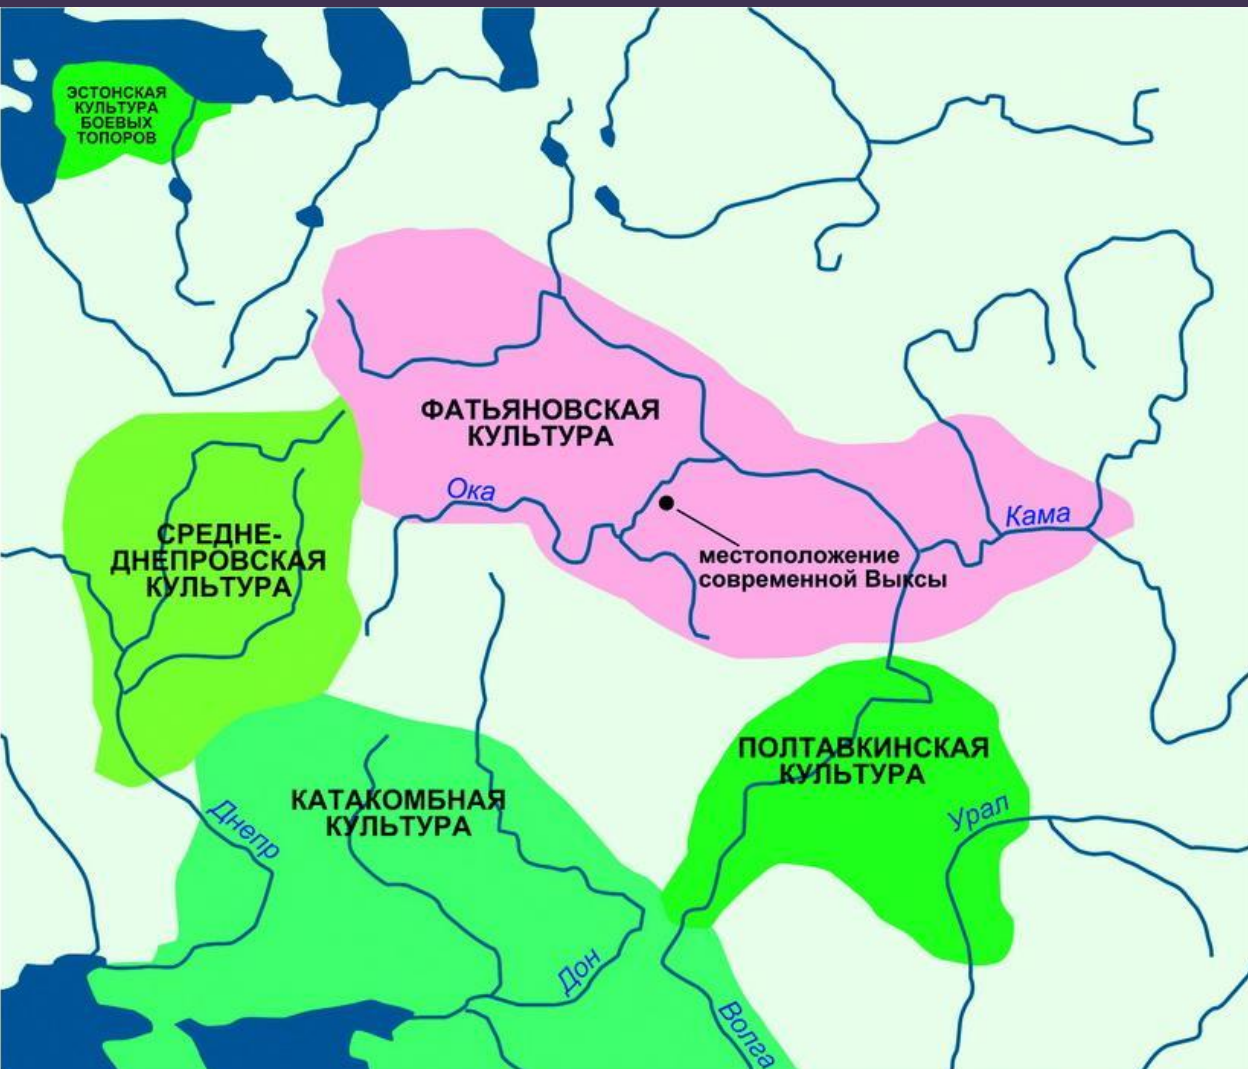 ЭСТОНСКАЯ
КУЛЬТУРА
БОЕВЫХ
ТОПОРОВ
ФАТЬЯНОВСКАЯ
КУЛЬТУРА
Ока
Кама
местоположение
современной Выксы
СРЕДНЕ-
ДНЕПРОВСКАЯ
КУЛЬТУРА
ПОЛТАВКИНСКАЯ
КУЛЬТУРА
Урал
КАТАКОМБНАЯ
КУЛЬТУРА
Днепр
Дон
Волга